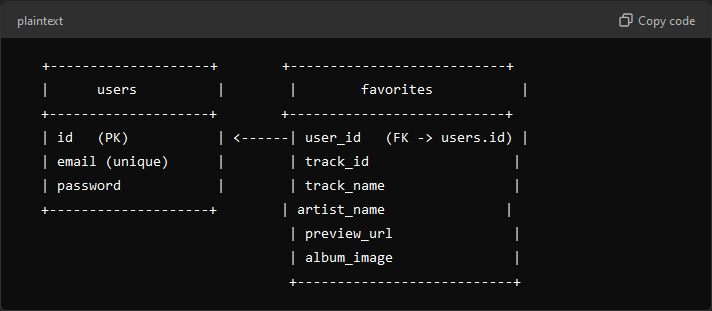 plaintext Copy code
+--------------------+ +--------------------------+
| users | | favorites |
+--------------------+ +--------------------------+
| id (PK) | <------| user_id (FK -> users.id) |
| email (unique) | | track_id |
| password | | track_name |
+--------------------+ | artist_name |
| preview_url |
| album_image |
+--------------------------+